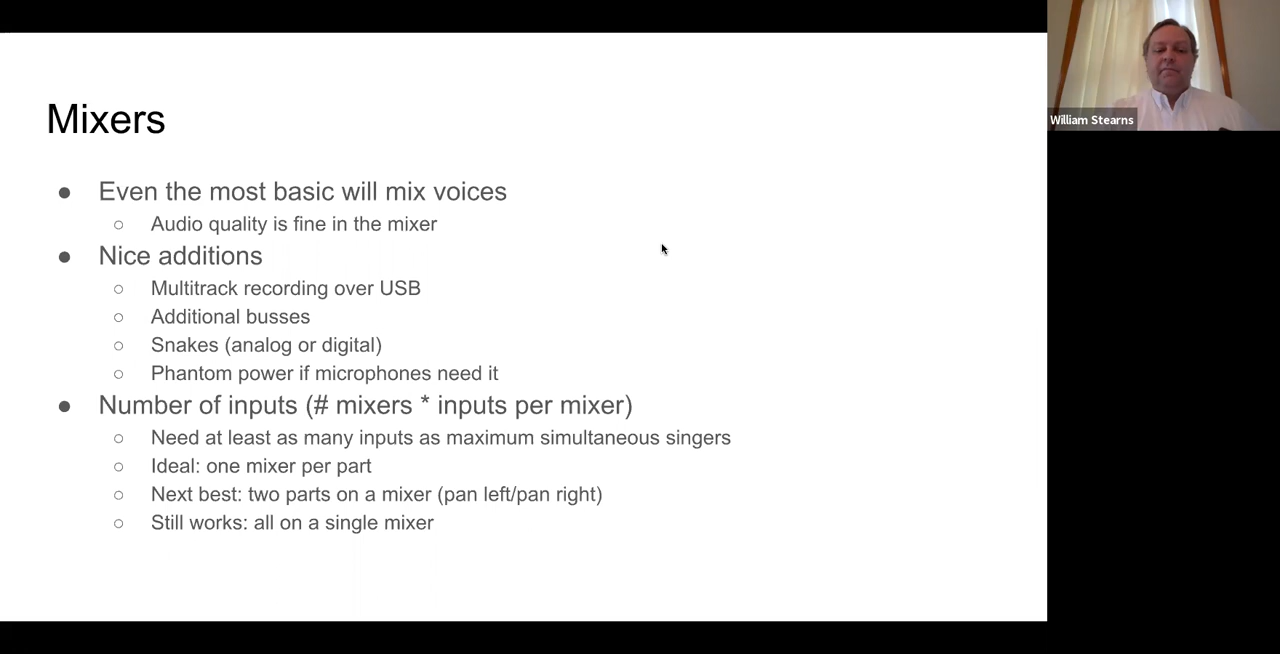 Mixers
● Even the most basic will mix voices
○ Audio quality is fine in the mixer
● Nice additions
○ Multitrack recording over USB
○ Additional busses
○ Snakes (analog or digital)
○ Phantom power if microphones need it
● Number of inputs (# mixers * inputs per mixer)
○ Need at least as many inputs as maximum simultaneous singers
○ Ideal: one mixer per part
○ Next best: two parts on a mixer (pan left/pan right)
○ Still works: all on a single mixer
William Stearns